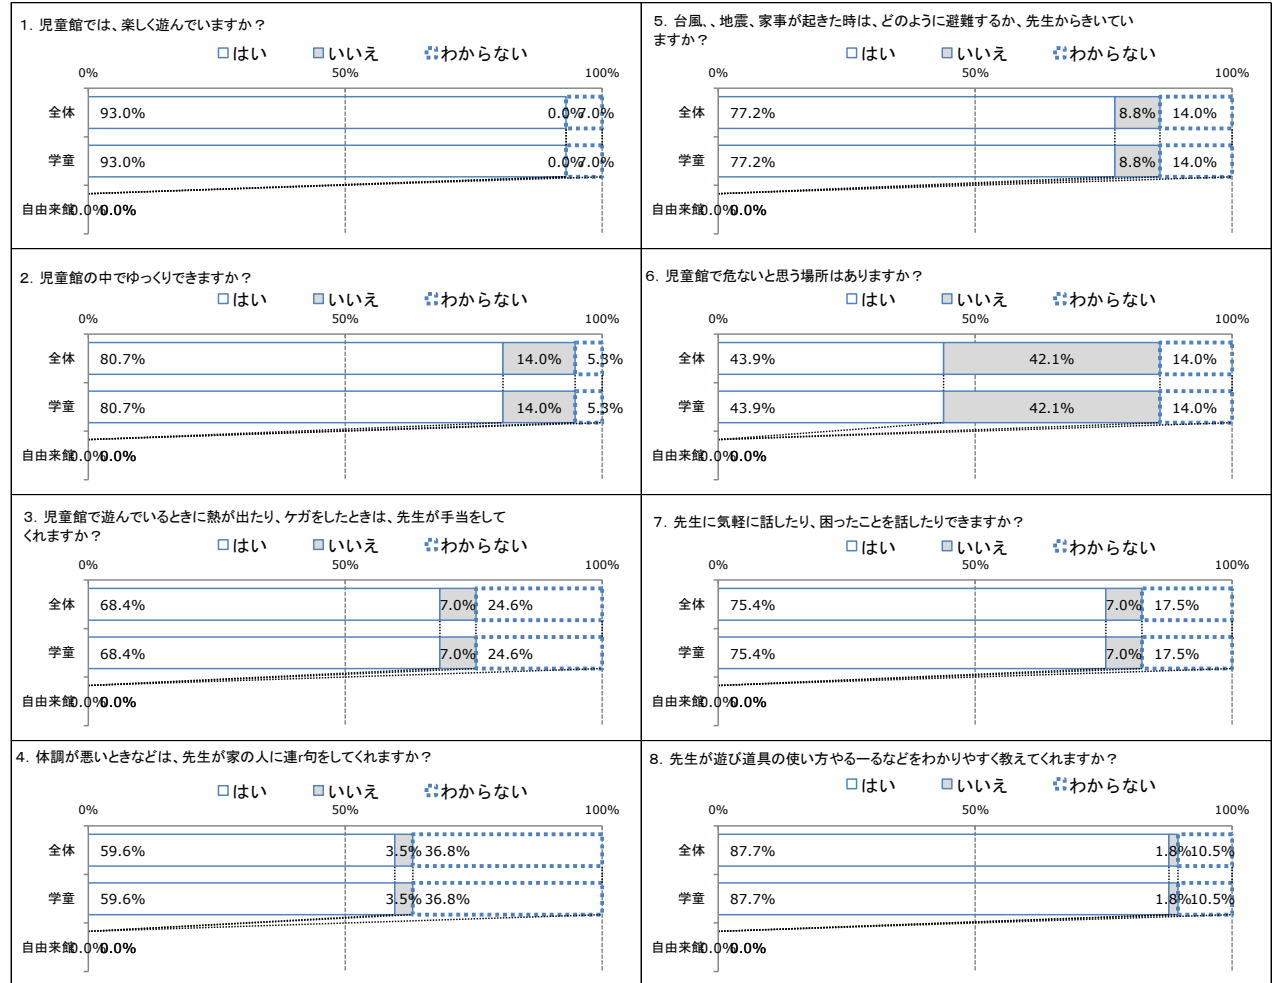 1．児童館では、楽しく遊んでいますか？
はい いいえ わからない
0% 50% 100%
全体 93.0% 0.0% 7.0%
学童 93.0% 0.0% 7.0%
自由来館 0.0% 0.0%
2．児童館の中でゆっくりできますか？
はい いいえ わからない
0% 50% 100%
全体 80.7% 14.0% 5.3%
学童 80.7% 14.0% 5.3%
自由来館 0.0% 0.0%
3．児童館で遊んでいるときに熱が出たり、ケガをしたときは、先生が手当をして
くれますか？
はい いいえ わからない
0% 50% 100%
全体 68.4% 7.0% 24.6%
学童 68.4% 7.0% 24.6%
自由来館 0.0% 0.0%
4．体調が悪いときなどは、先生が家の人に連r句をしてくれますか？
はい いいえ わからない
0% 50% 100%
全体 59.6% 3.5% 36.8%
学童 59.6% 3.5% 36.8%
自由来館 0.0% 0.0%
5．台風、、地震、家事が起きた時は、どのように避難するか、先生からきいてい
ますか？
はい いいえ わからない
0% 50% 100%
全体 77.2% 8.8% 14.0%
学童 77.2% 8.8% 14.0%
自由来館 0.0% 0.0%
6．児童館で危ないと思う場所はありますか？
はい いいえ わからない
0% 50% 100%
全体 43.9% 42.1% 14.0%
学童 43.9% 42.1% 14.0%
自由来館 0.0% 0.0%
7．先生に気軽に話したり、困ったことを話したりできますか？
はい いいえ わからない
0% 50% 100%
全体 75.4% 7.0% 17.5%
学童 75.4% 7.0% 17.5%
自由来館 0.0% 0.0%
8．先生が遊び道具の使い方やるーるなどをわかりやすく教えてくれますか？
はい いいえ わからない
0% 50% 100%
全体 87.7% 1.8% 10.5%
学童 87.7% 1.8% 10.5%
自由来館 0.0% 0.0%